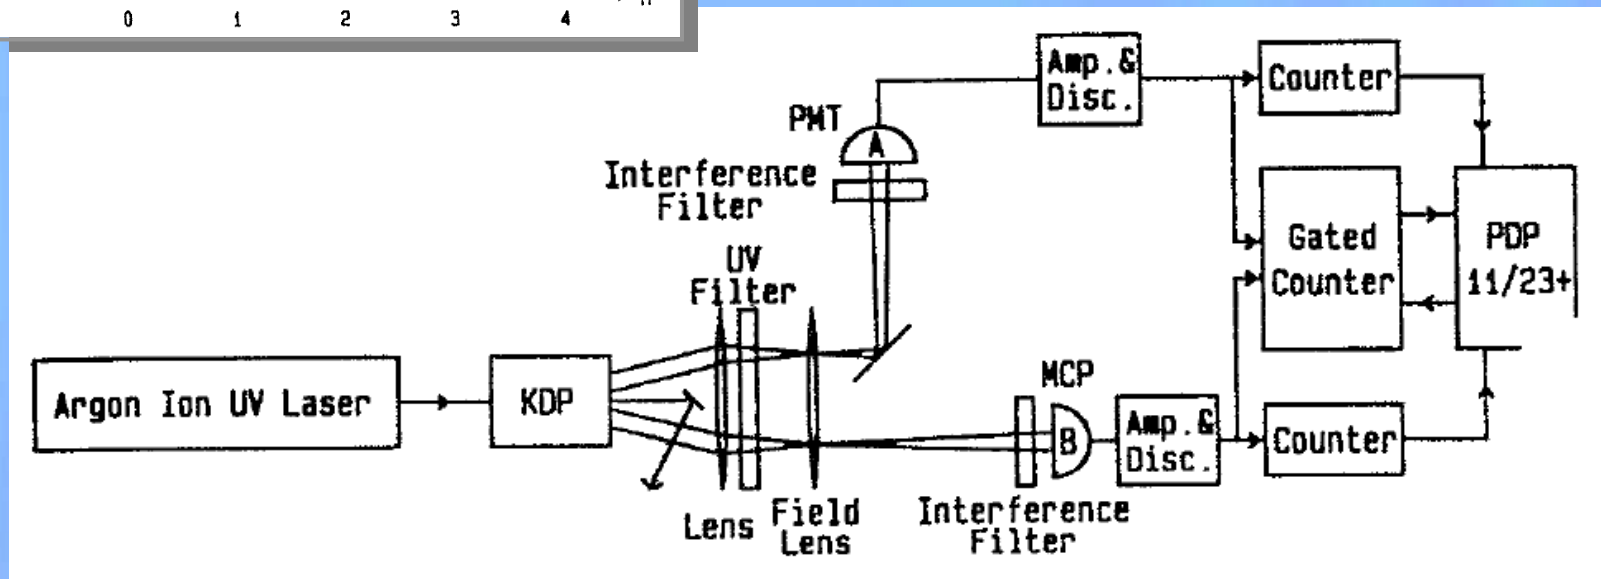 0 1 2 3 4
Amp.&
Disc.
Counter
PMT
A
Interference
Filter
UV
Filter
Gated
Counter
PDP
11/23+
Argon Ion UV Laser
KDP
MCP
B
Amp.&
Disc.
Counter
Lens
Field
Lens
Interference
Filter